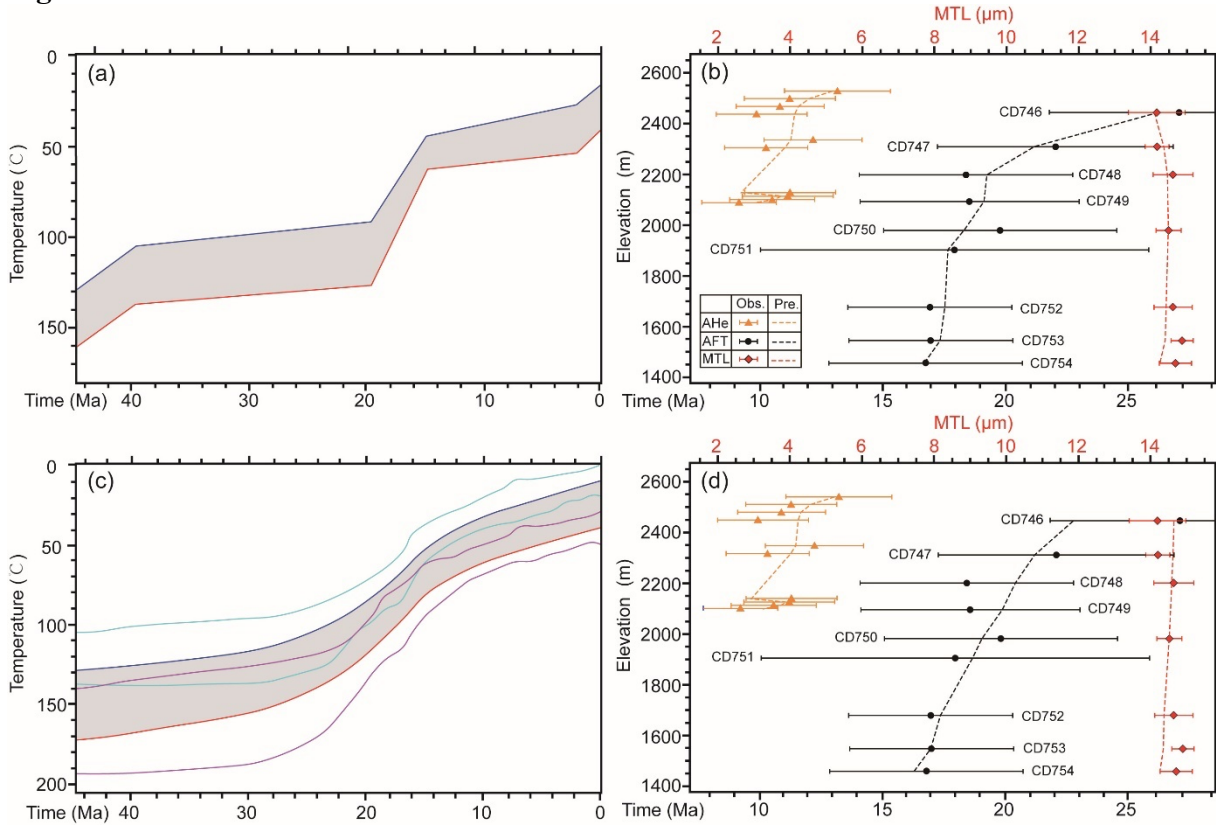 MTL (μm)
2 4 6 8 10 12 14
0
50
100
150
Temperature (℃)
(a)
Time (Ma) 40 30 20 10 0
(b)
2600
2400
2200
2000
1800
1600
1400
Elevation (m)
CD746
CD747
CD748
CD749
CD750
CD751
CD752
CD753
CD754
Obs. Pre.
AHe
AFT
MTL
Time (Ma) 10 15 20 25
MTL (μm)
2 4 6 8 10 12 14
0
50
100
150
200
Temperature (℃)
(c)
Time (Ma) 40 30 20 10 0
(d)
2600
2400
2200
2000
1800
1600
1400
Elevation (m)
CD746
CD747
CD748
CD749
CD750
CD751
CD752
CD753
CD754
Time (Ma) 10 15 20 25